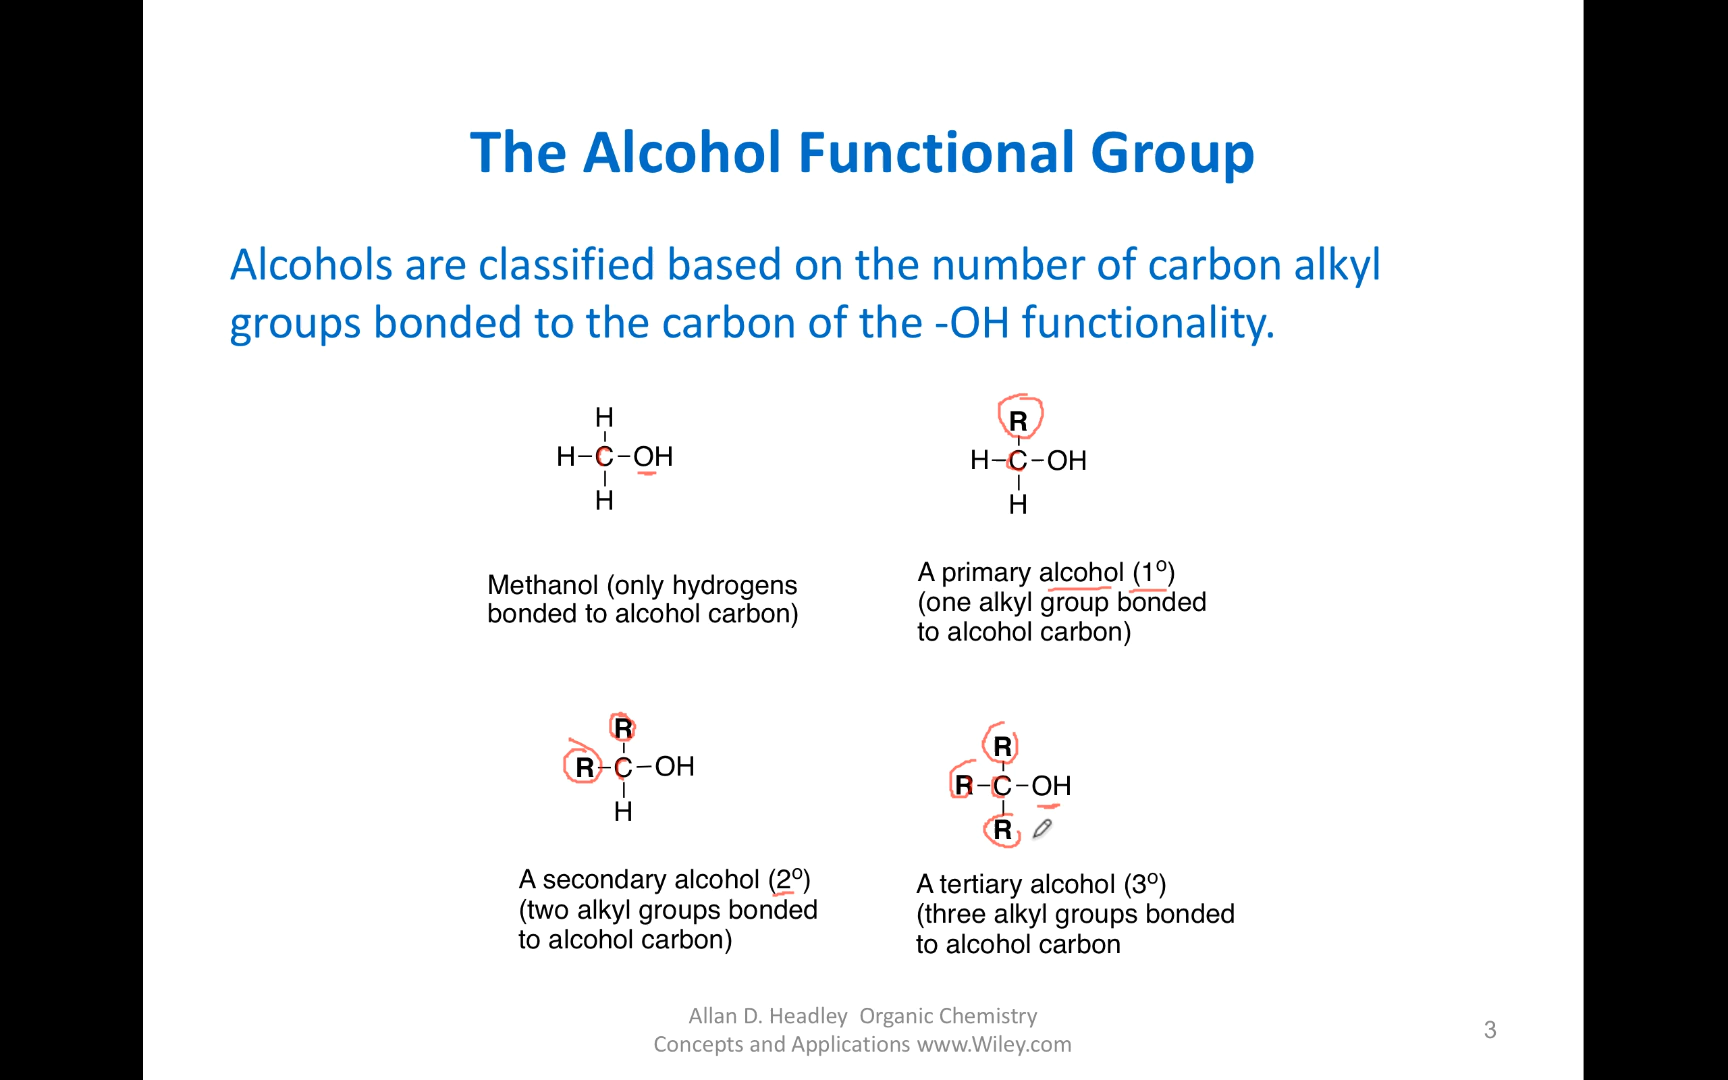 The Alcohol Functional Group
Alcohols are classified based on the number of carbon alkyl
groups bonded to the carbon of the -OH functionality.
H
H-C-OH
H
Methanol (only hydrogens
bonded to alcohol carbon)
R
H-C-OH
H
A primary alcohol (1º)
(one alkyl group bonded
to alcohol carbon)
R
R-C-OH
H
A secondary alcohol (2º)
(two alkyl groups bonded
to alcohol carbon)
R
R-C-OH
R
A tertiary alcohol (3º)
(three alkyl groups bonded
to alcohol carbon
Allan D. Headley Organic Chemistry
Concepts and Applications www.Wiley.com
3